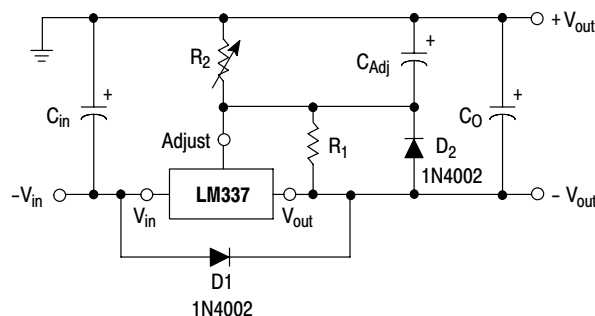 + Vout
R2
CAdj
+
Cin
+
CO
+
Adjust
R1
D2
1N4002
−Vin
Vin
LM337
Vout
− Vout
D1
1N4002